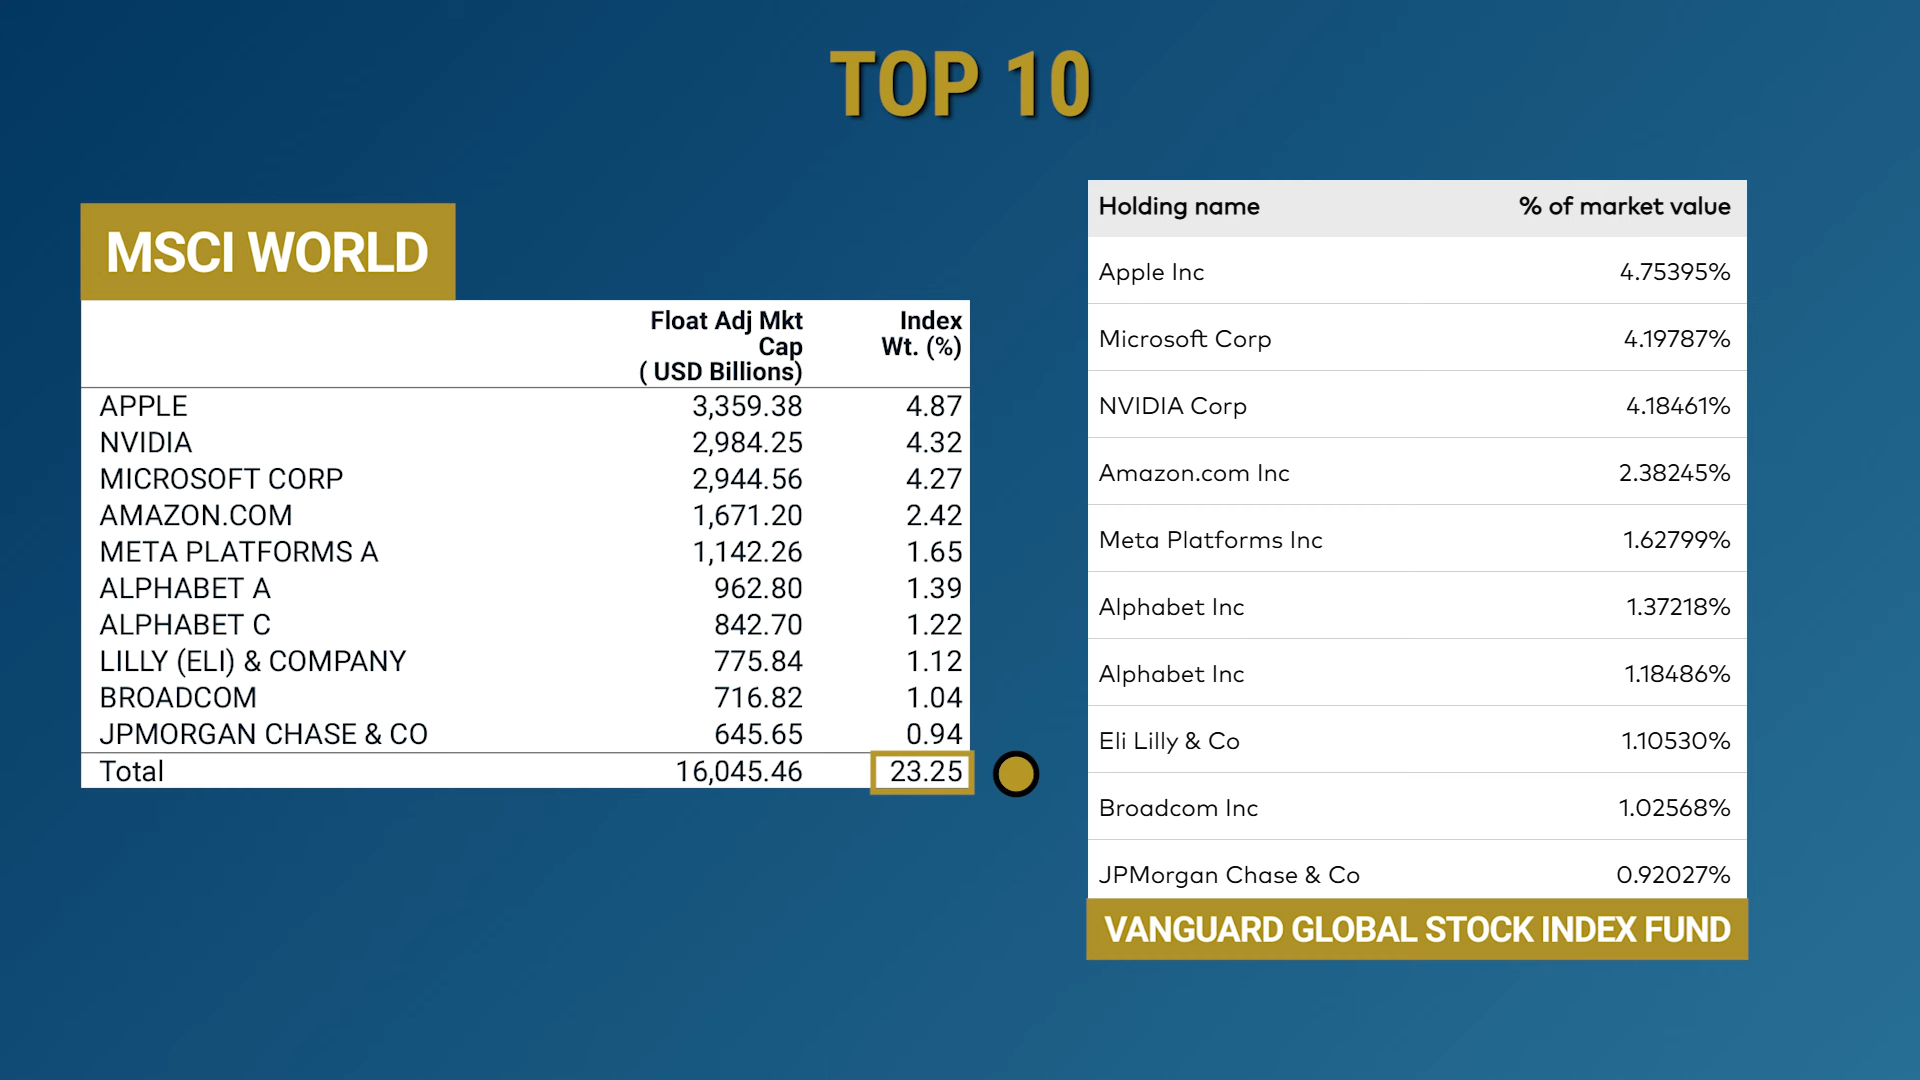 TOP 10
MSCI WORLD
Float Adj Mkt Index
Cap Wt. (%)
( USD Billions)
APPLE 3,359.38 4.87
NVIDIA 2,984.25 4.32
MICROSOFT CORP 2,944.56 4.27
AMAZON.COM 1,671.20 2.42
META PLATFORMS A 1,142.26 1.65
ALPHABET A 962.80 1.39
ALPHABET C 842.70 1.22
LILLY (ELI) & COMPANY 775.84 1.12
BROADCOM 716.82 1.04
JPMORGAN CHASE & CO 645.65 0.94
Total 16,045.46 23.25
Holding name % of market value
Apple Inc 4.75395%
Microsoft Corp 4.19787%
NVIDIA Corp 4.18461%
Amazon.com Inc 2.38245%
Meta Platforms Inc 1.62799%
Alphabet Inc 1.37218%
Alphabet Inc 1.18486%
Eli Lilly & Co 1.10530%
Broadcom Inc 1.02568%
JPMorgan Chase & Co 0.92027%
VANGUARD GLOBAL STOCK INDEX FUND